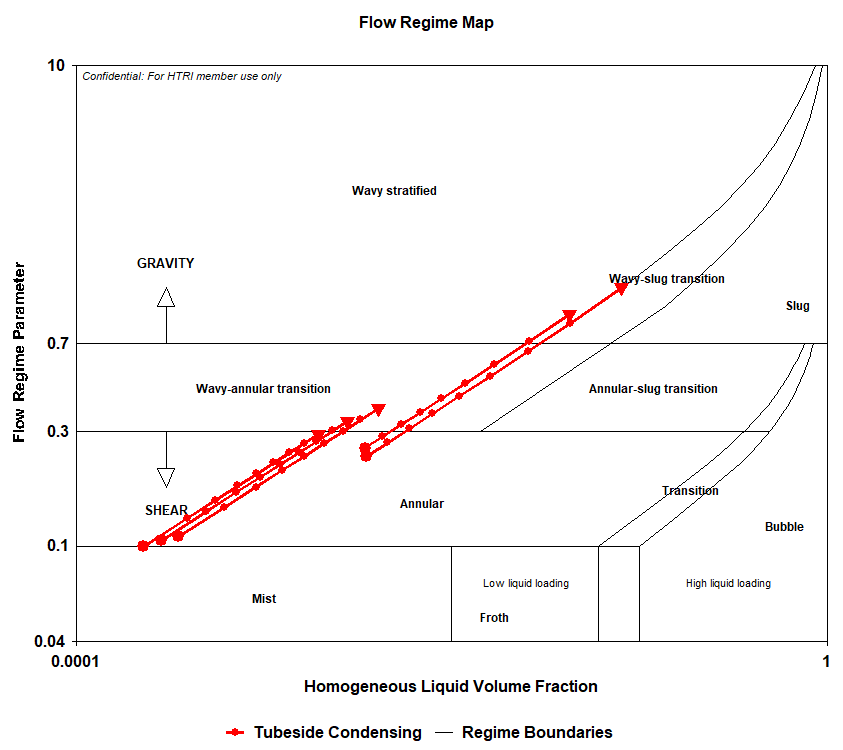 Flow Regime Map
10
Confidential: For HTRI member use only
Wavy stratified
GRAVITY
Wavy-slug transition
Slug
Flow Regime Parameter
0.7
Wavy-annular transition
Annular-slug transition
0.3
SHEAR
Annular
Transition
Bubble
0.1
Mist
Low liquid loading
High liquid loading
Froth
0.04
0.0001
1
Homogeneous Liquid Volume Fraction
Tubeside Condensing
Regime Boundaries